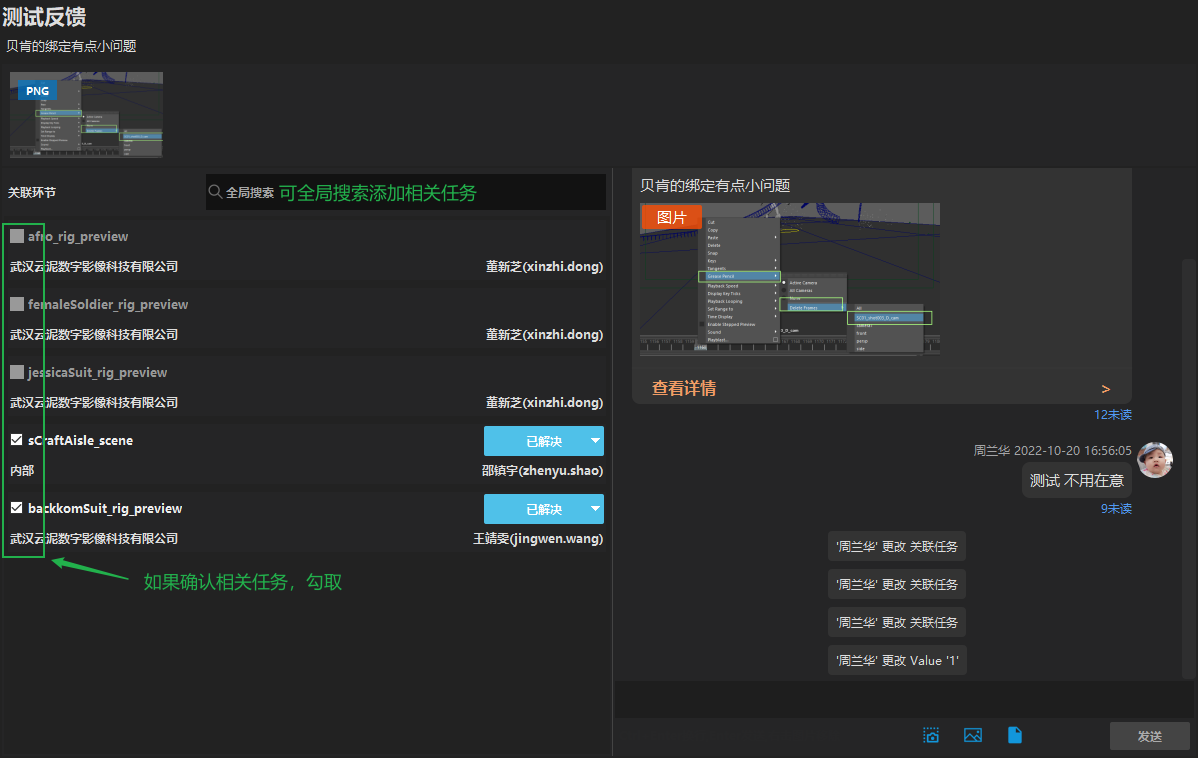 测试反馈
贝肯的绑定有点小问题
PNG
关联环节
全局搜索 可全局搜索添加相关任务
afro_rig_preview
武汉云泥数字影像科技有限公司 董新芝(xinzhi.dong)
femaleSoldier_rig_preview
武汉云泥数字影像科技有限公司 董新芝(xinzhi.dong)
jessicaSuit_rig_preview
武汉云泥数字影像科技有限公司 董新芝(xinzhi.dong)
sCraftAisle_scene 已解决
内部 邵镇宇(zhenyu.shao)
backkomSuit_rig_preview 已解决
武汉云泥数字影像科技有限公司 王靖雯(jingwen.wang)
如果确认相关任务，勾取
贝肯的绑定有点小问题
图片
Cut
Copy
Paste
Delete
Snap
Keys
Tangents
Grease Pencil
Playback Speed
Display Key Ticks
Playback Looping
Set Range to
Time Display
Enable Stepped Preview
Sound
Playblast...
Active Camera
All Cameras
Move
Delete Frames
All
front
persp
side
查看详情 >
12未读
周兰华 2022-10-20 16:56:05
测试 不用在意
9未读
'周兰华' 更改 关联任务
'周兰华' 更改 关联任务
'周兰华' 更改 关联任务
'周兰华' 更改 Value '1'
发送